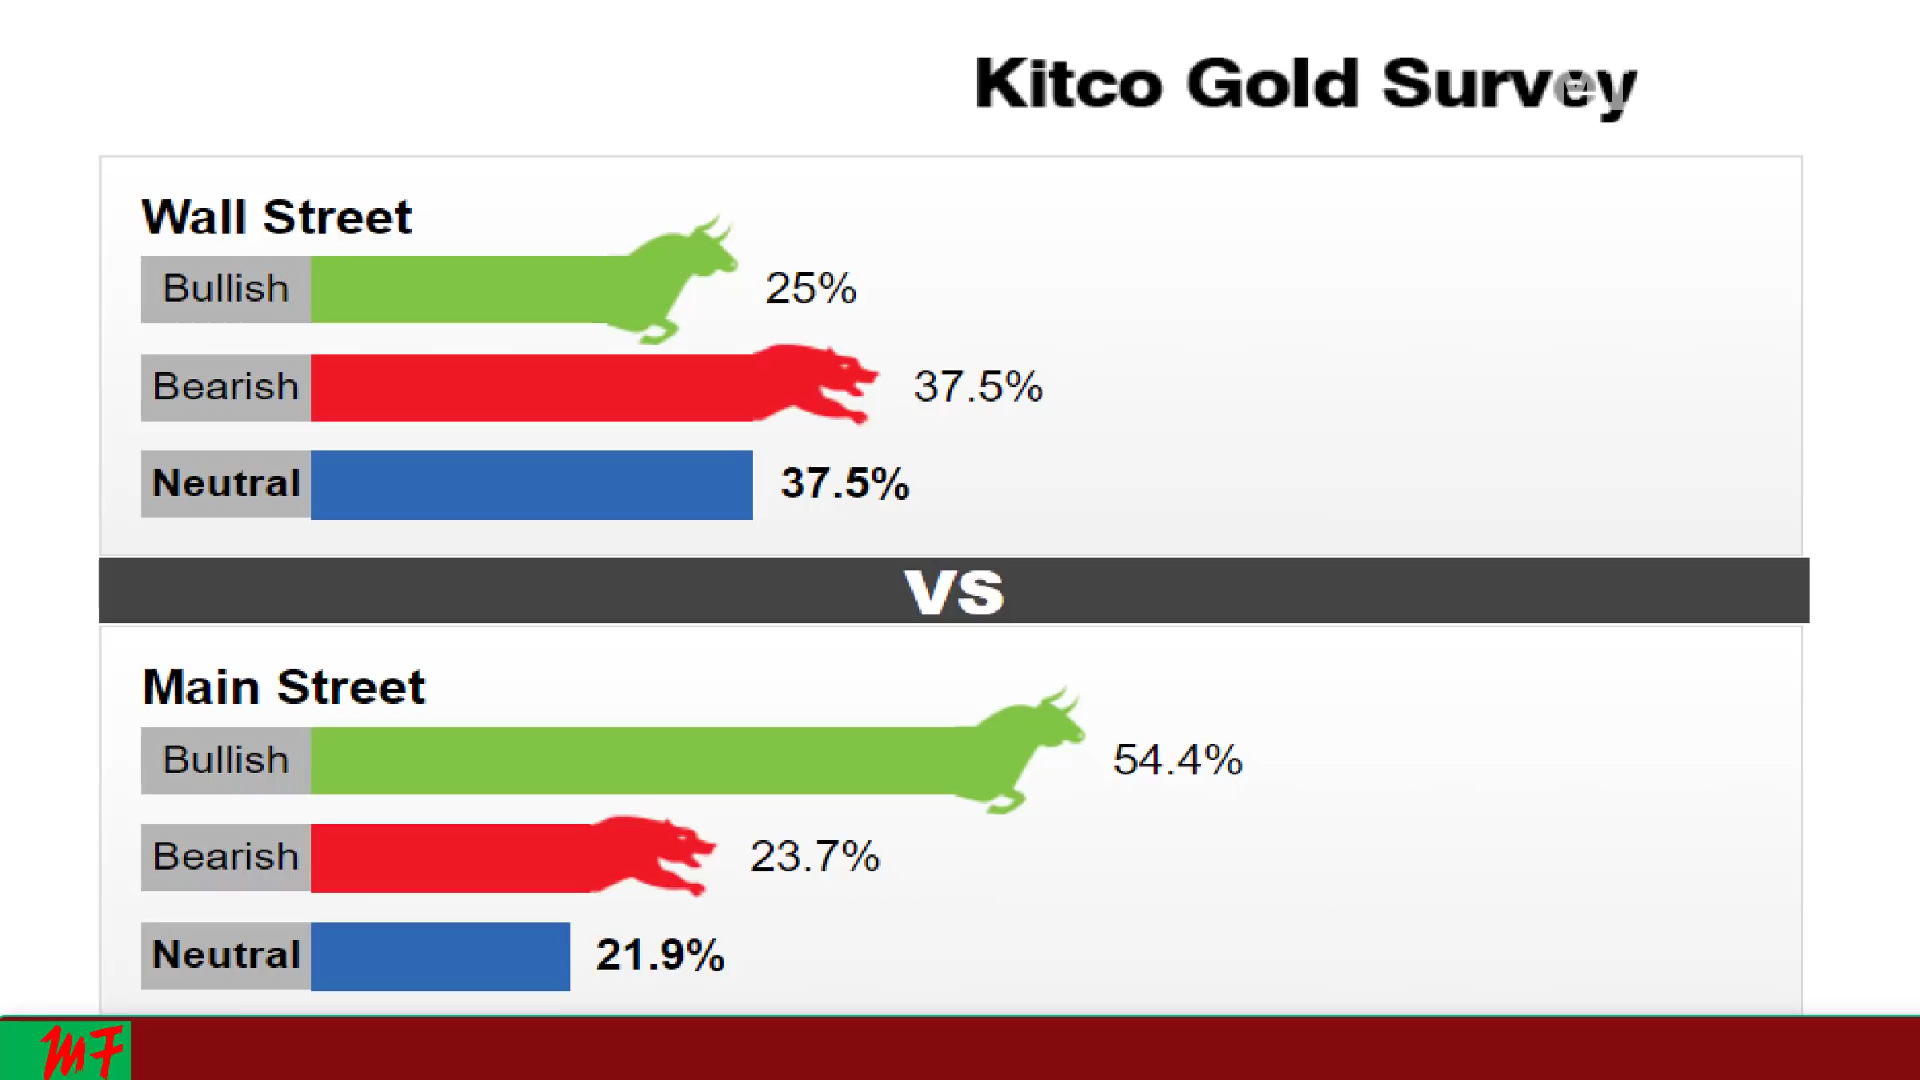 Kitco Gold Survey
Wall Street
Bullish 25%
Bearish 37.5%
Neutral 37.5%
VS
Main Street
Bullish 54.4%
Bearish 23.7%
Neutral 21.9%
MF